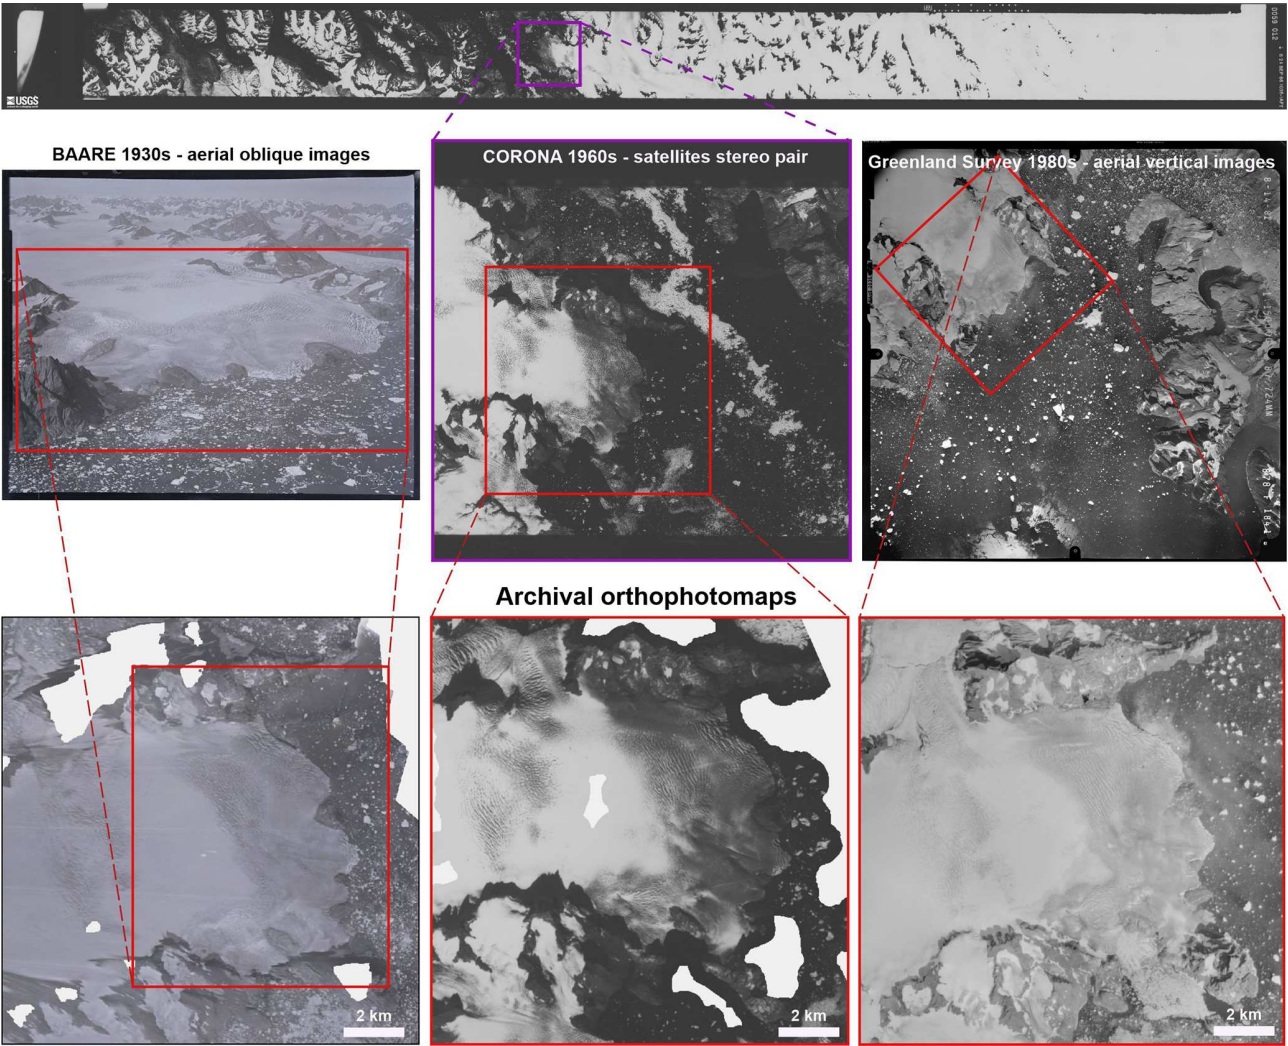 USGS
BAARE 1930s - aerial oblique images
CORONA 1960s - satellites stereo pair
Greenland Survey 1980s - aerial vertical images
Archival orthophotomaps
2 km
2 km
2 km